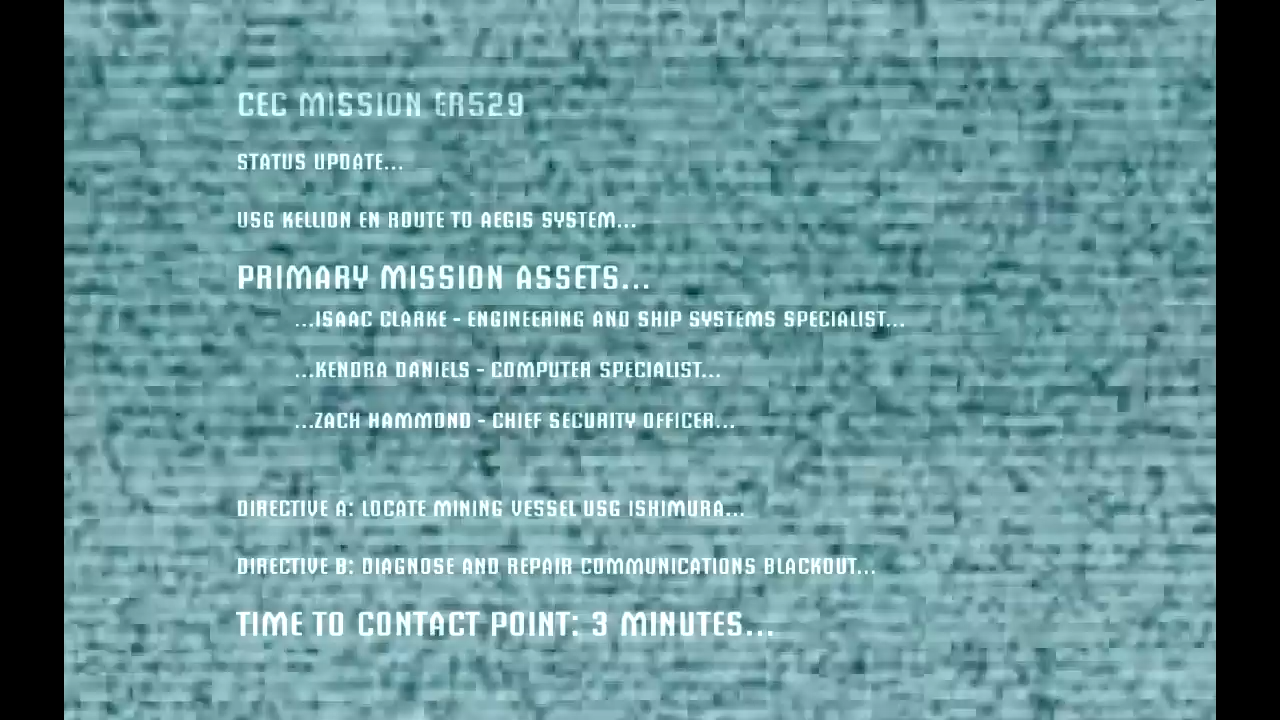 CEC MISSION ER529
STATUS UPDATE...
USG KELLION EN ROUTE TO AEGIS SYSTEM...
PRIMARY MISSION ASSETS...
...ISAAC CLARKE - ENGINEERING AND SHIP SYSTEMS SPECIALIST...
...KENDRA DANIELS - COMPUTER SPECIALIST...
...ZACH HAMMOND - CHIEF SECURITY OFFICER...
DIRECTIVE A: LOCATE MINING VESSEL USG ISHIMURA...
DIRECTIVE B: DIAGNOSE AND REPAIR COMMUNICATIONS BLACKOUT...
TIME TO CONTACT POINT: 3 MINUTES...